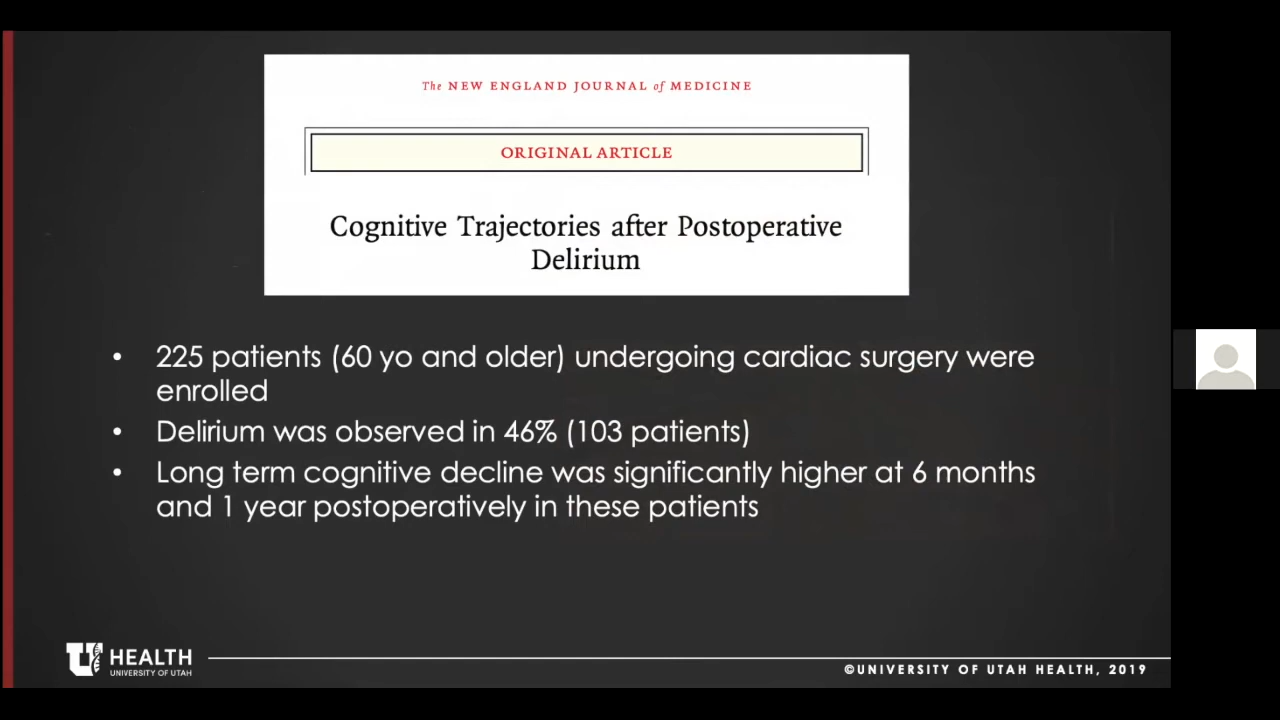 The NEW ENGLAND JOURNAL of MEDICINE
ORIGINAL ARTICLE
Cognitive Trajectories after Postoperative
Delirium
• 225 patients (60 yo and older) undergoing cardiac surgery were
enrolled
• Delirium was observed in 46% (103 patients)
• Long term cognitive decline was significantly higher at 6 months
and 1 year postoperatively in these patients
U HEALTH
UNIVERSITY OF UTAH
©UNIVERSITY OF UTAH HEALTH, 2019